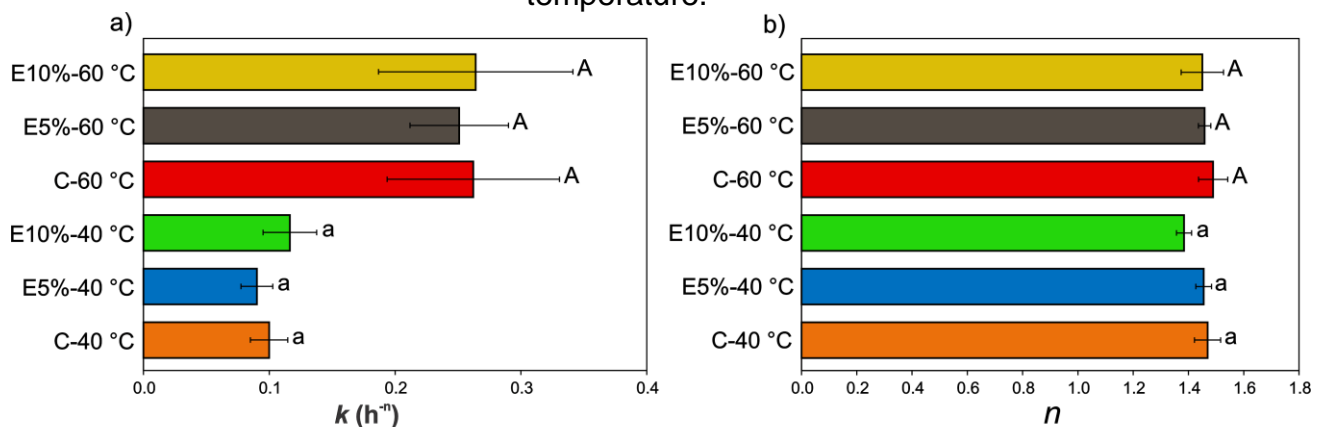 temperature.
a)
E10%-60 °C
A
E5%-60 °C
A
C-60 °C
A
E10%-40 °C
a
E5%-40 °C
a
C-40 °C
a
0.0 0.1 0.2 0.3 0.4
k (h⁻ⁿ)
b)
E10%-60 °C
A
E5%-60 °C
A
C-60 °C
A
E10%-40 °C
a
E5%-40 °C
a
C-40 °C
a
0.0 0.2 0.4 0.6 0.8 1.0 1.2 1.4 1.6 1.8
n